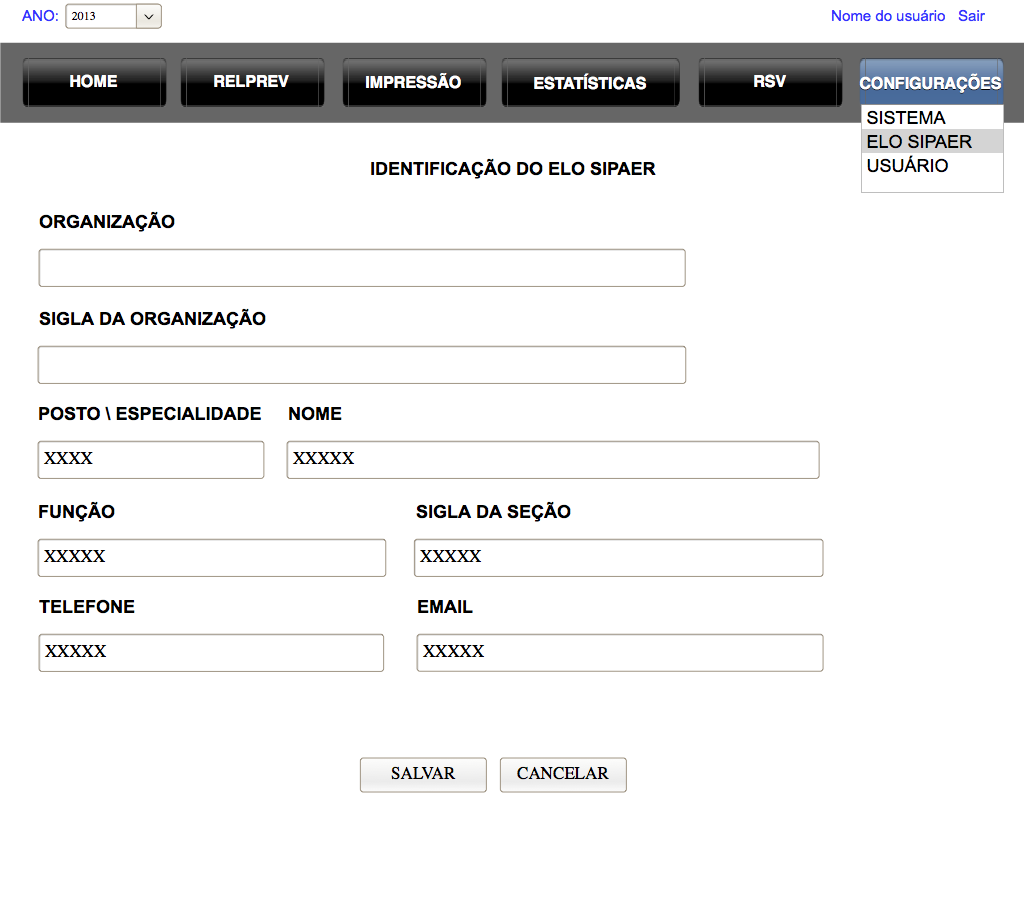 ANO: 2013 Nome do usuário Sair
HOME RELPREV IMPRESSÃO ESTATÍSTICAS RSV CONFIGURAÇÕES
SISTEMA
ELO SIPAER
USUÁRIO
IDENTIFICAÇÃO DO ELO SIPAER
ORGANIZAÇÃO
SIGLA DA ORGANIZAÇÃO
POSTO \ ESPECIALIDADE NOME
XXXX XXXXX
FUNÇÃO SIGLA DA SEÇÃO
XXXXX XXXXX
TELEFONE EMAIL
XXXXX XXXXX
SALVAR CANCELAR